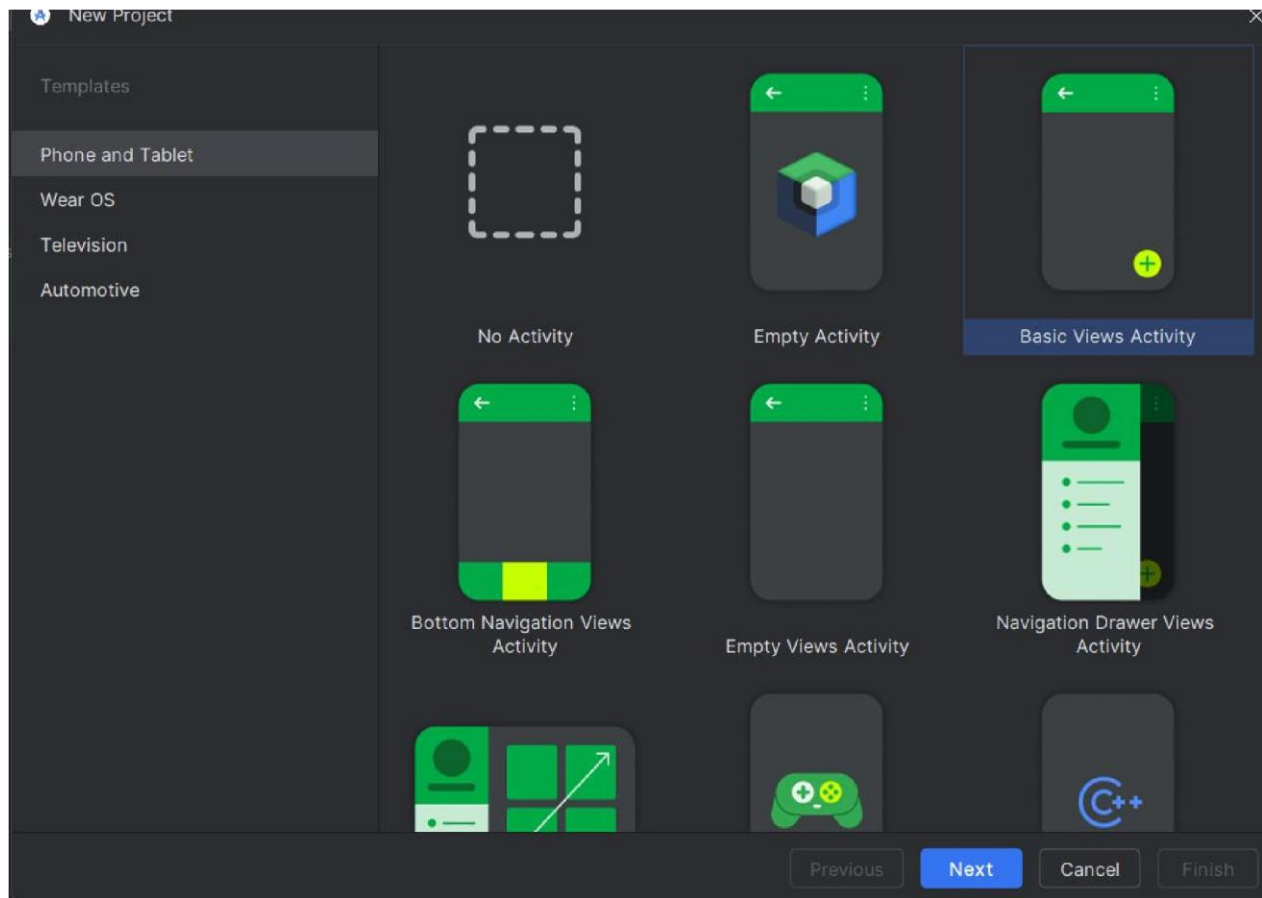 New Project
Templates
Phone and Tablet
Wear OS
Television
Automotive
No Activity
Empty Activity
Basic Views Activity
Bottom Navigation Views
Activity
Empty Views Activity
Navigation Drawer Views
Activity
C++
Previous
Next
Cancel
Finish